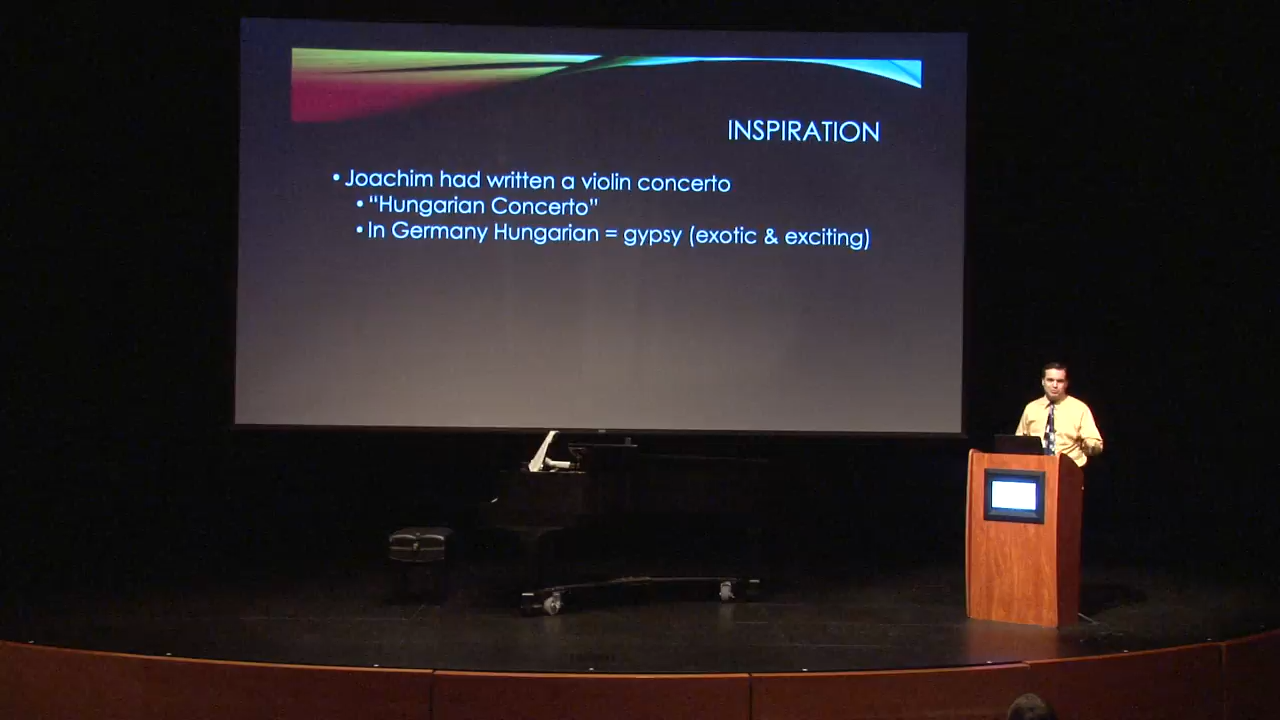 INSPIRATION
• Joachim had written a violin concerto
• “Hungarian Concerto”
• In Germany Hungarian = gypsy (exotic & exciting)